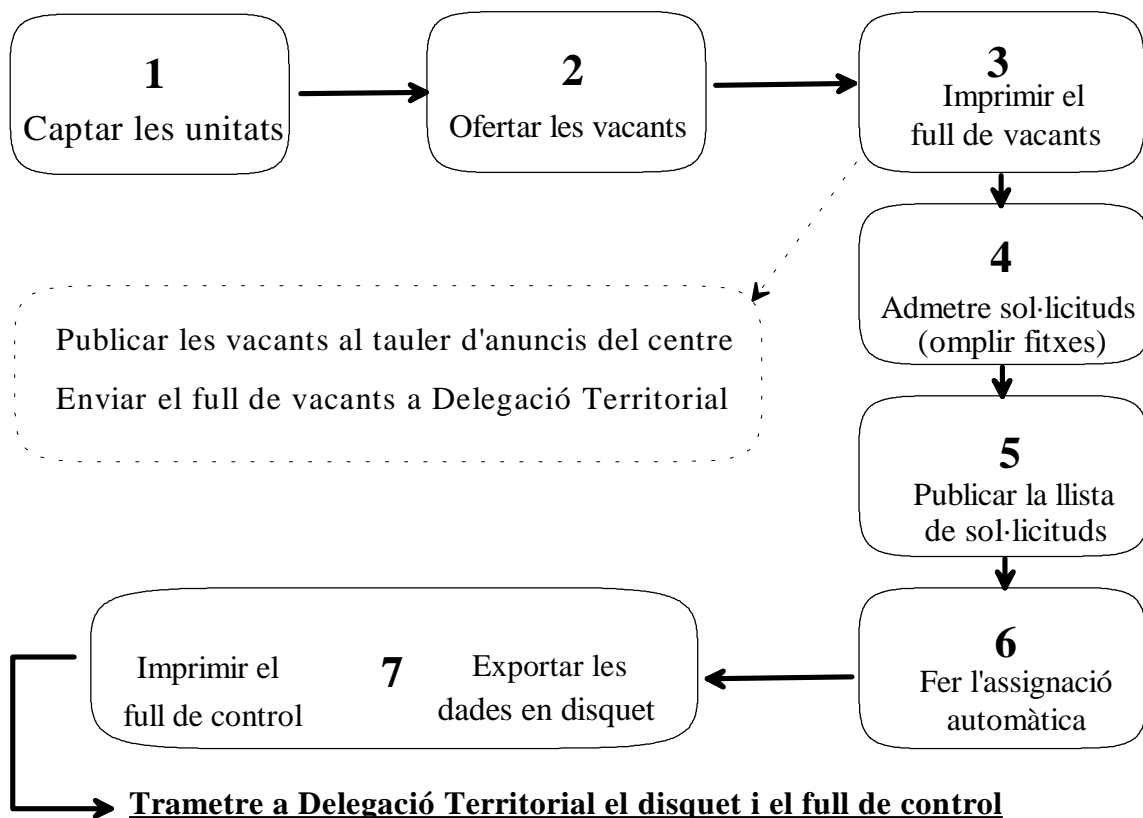 1
Captar les unitats
2
Ofertar les vacants
3
Imprimir el
full de vacants
4
Admetre sol·licituds
(omplir fitxes)
Publicar les vacants al tauler d'anuncis del centre
Enviar el full de vacants a Delegació Territorial
5
Publicar la llista
de sol·licituds
6
Fer l'assignació
automàtica
7
Imprimir el
full de control
Exportar les
dades en disquet
Trametre a Delegació Territorial el disquet i el full de control